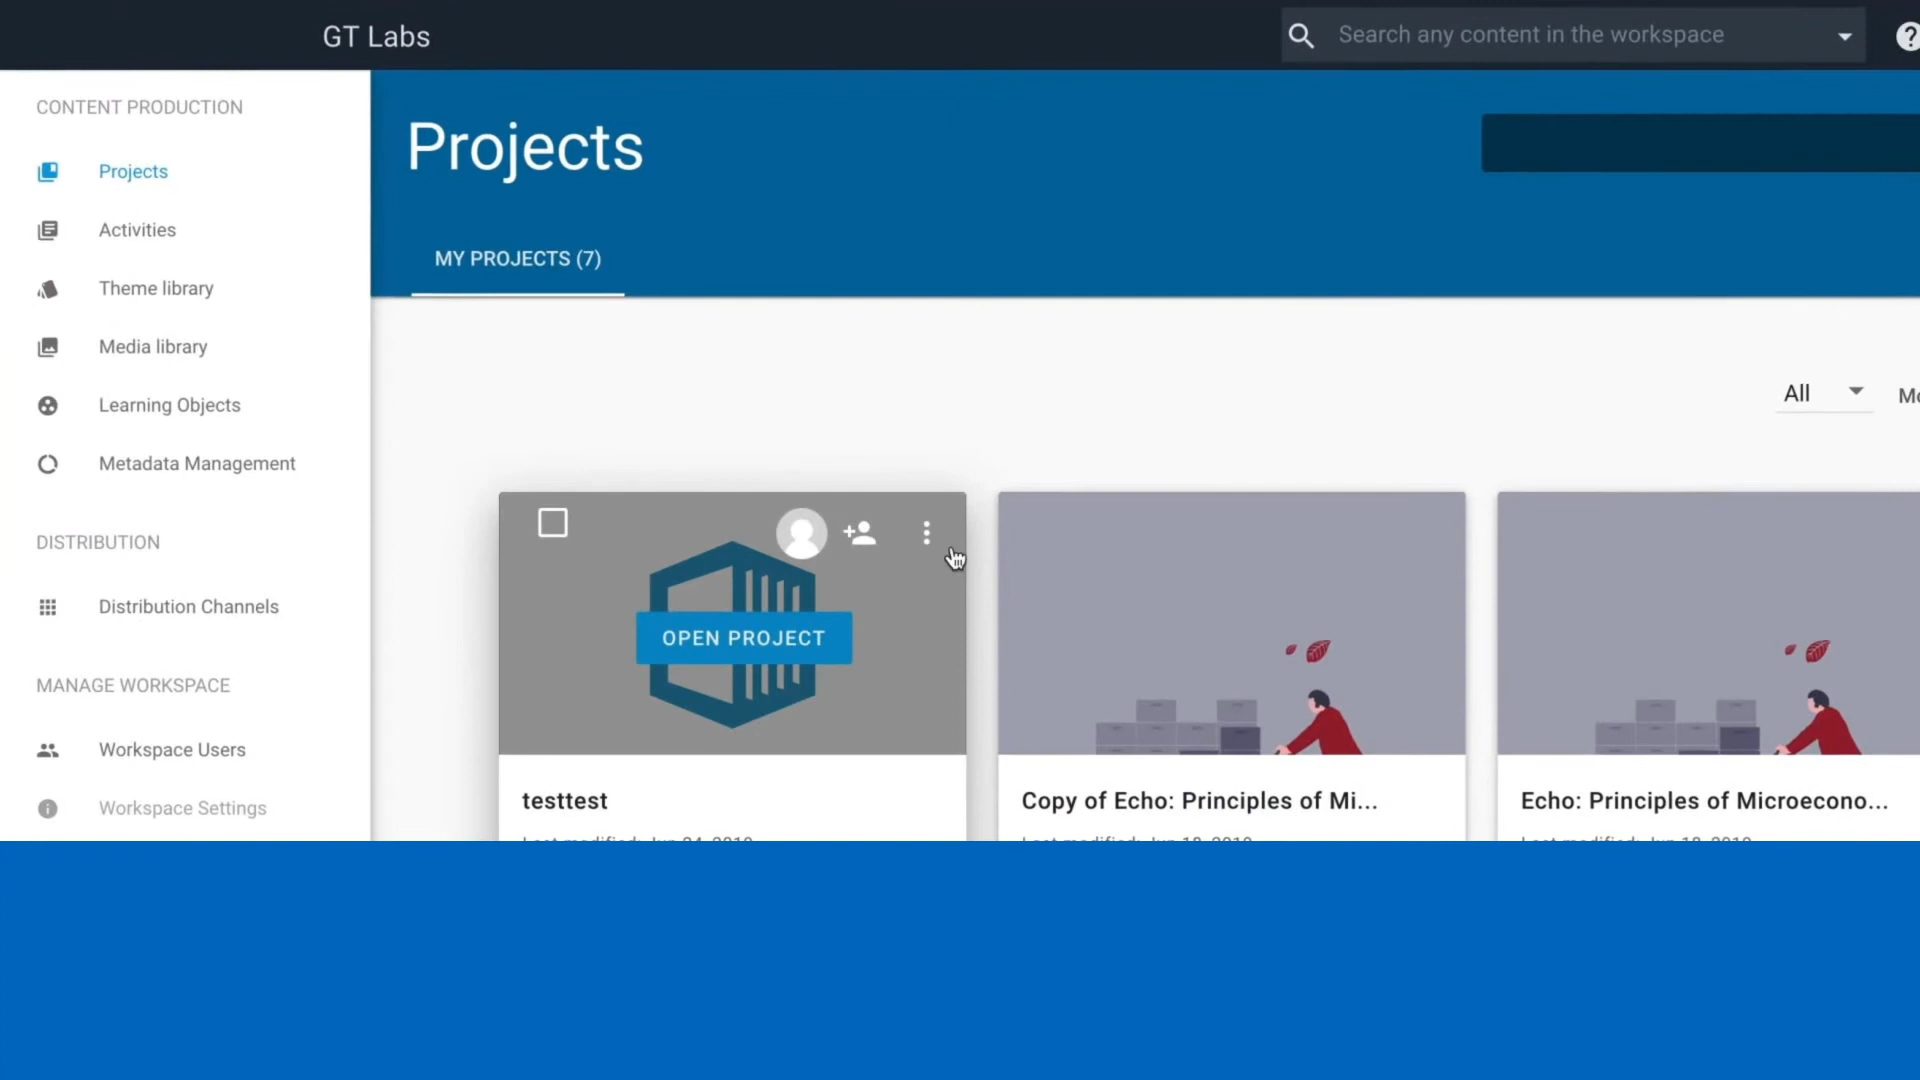 GT Labs
Search any content in the workspace
CONTENT PRODUCTION
Projects
Activities
Theme library
Media library
Learning Objects
Metadata Management
DISTRIBUTION
Distribution Channels
MANAGE WORKSPACE
Workspace Users
Workspace Settings
Projects
MY PROJECTS (7)
All
OPEN PROJECT
testtest
Copy of Echo: Principles of Mi...
Echo: Principles of Microecono...